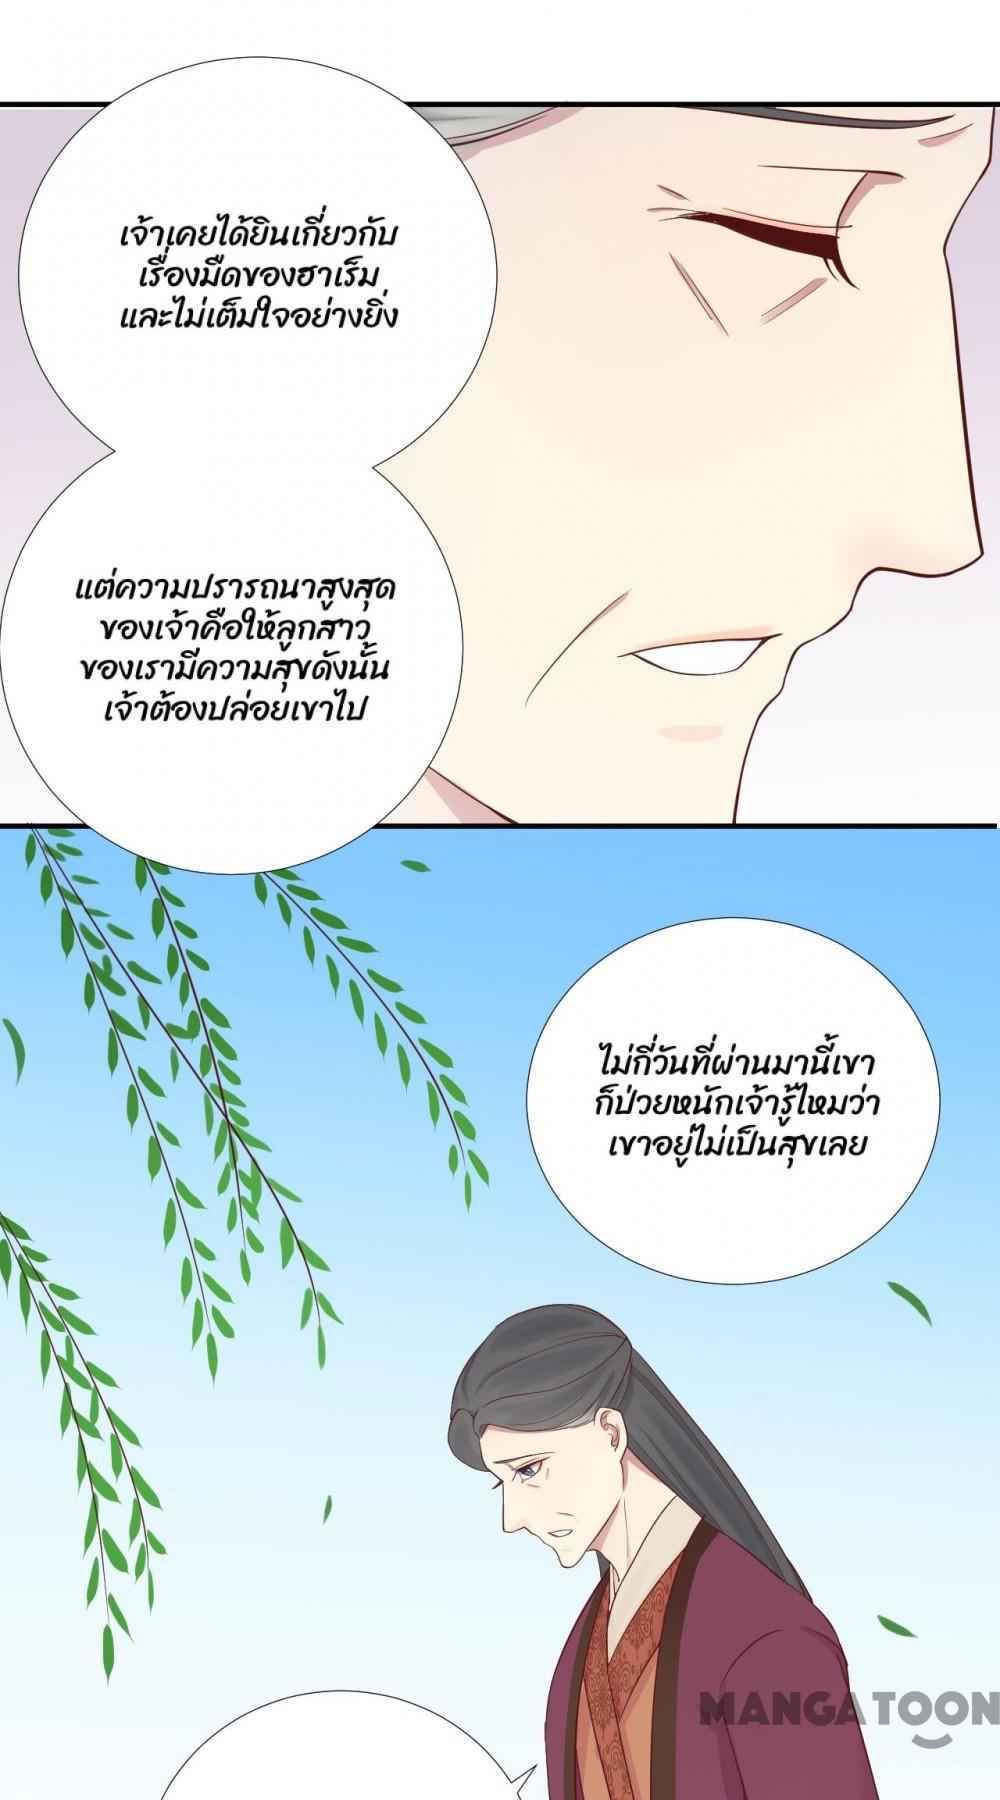 เจ้าเคยได้ยินเกี่ยวกับ
เรื่องมืดของฮาเร็ม
และไม่เต็มใจอย่างยิ่ง
แต่ความปรารถนาสูงสุด
ของเจ้าคือให้ลูกสาว
ของเรามีความสุขดังนั้น
เจ้าต้องปล่อยเขาไป
ไม่กี่วันที่ผ่านมานี้เขา
ก็ป่วยหนักเจ้ารู้ไหมว่า
เขาอยู่ไม่เป็นสุขเลย
MANGATOON